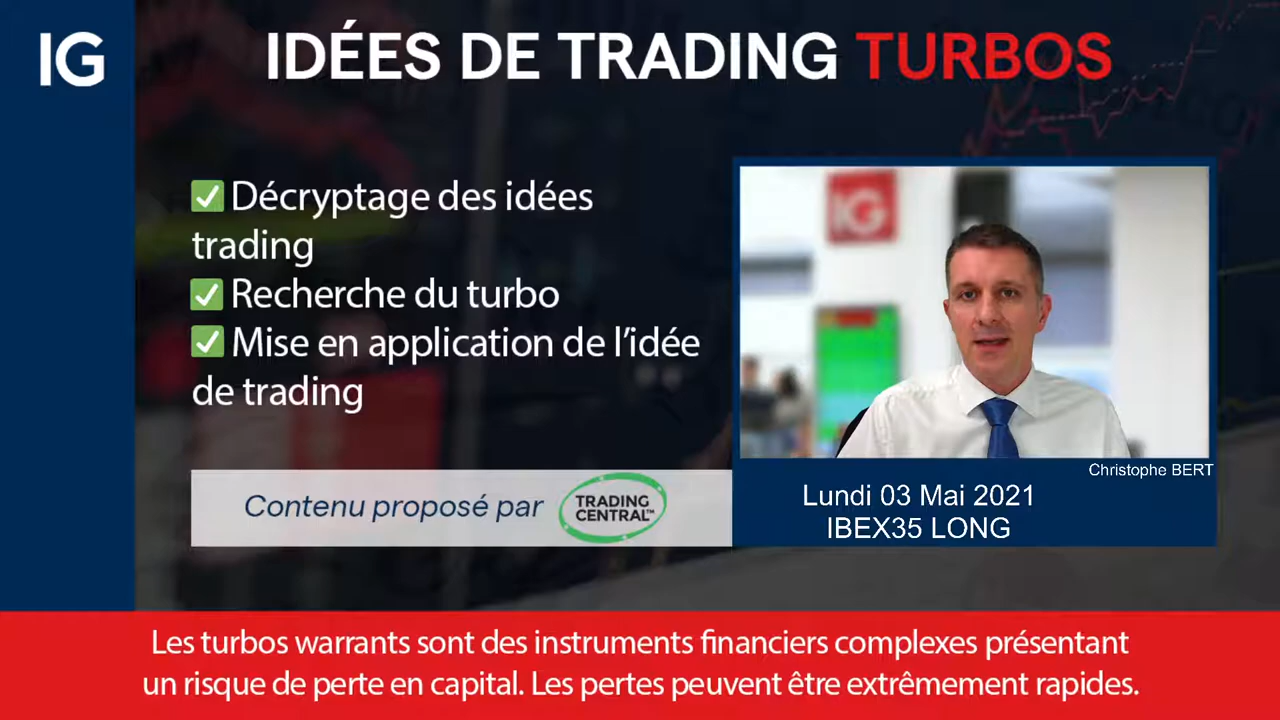 IG
IDÉES DE TRADING TURBOS
✅ Décryptage des idées
trading
✅ Recherche du turbo
✅ Mise en application de l'idée
de trading
IG
Contenu proposé par
TRADING
CENTRAL™
Christophe BERT
Lundi 03 Mai 2021
IBEX35 LONG
Les turbos warrants sont des instruments financiers complexes présentant
un risque de perte en capital. Les pertes peuvent être extrêmement rapides.